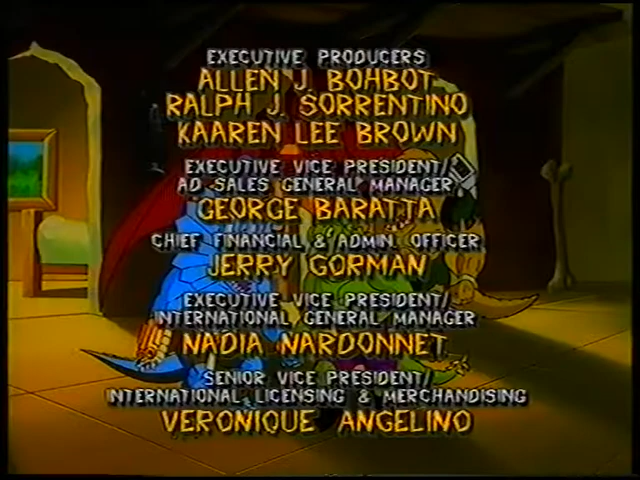 EXECUTIVE PRODUCERS
ALLEN J. BOHBOT
RALPH J. SORRENTINO
KAAREN LEE BROWN
EXECUTIVE VICE PRESIDENT/
AD SALES GENERAL MANAGER
GEORGE BARATTA
CHIEF FINANCIAL & ADMIN. OFFICER
JERRY GORMAN
EXECUTIVE VICE PRESIDENT/
INTERNATIONAL GENERAL MANAGER
NADIA NARDONNET
SENIOR VICE PRESIDENT/
INTERNATIONAL LICENSING & MERCHANDISING
VERONIQUE ANGELINO